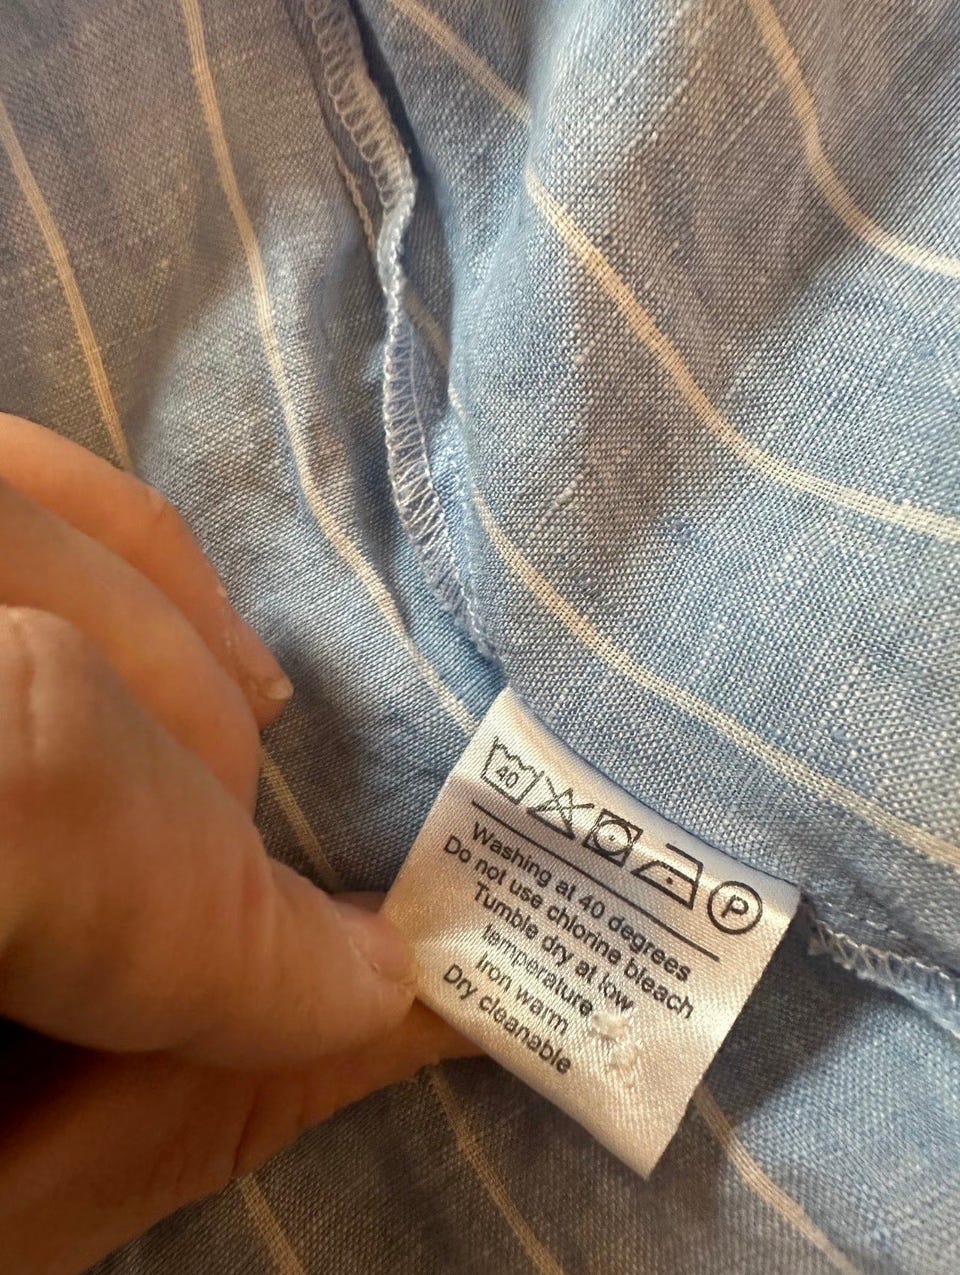 40 P
Washing at 40 degrees
Do not use chlorine bleach
Tumble dry at low
temperature
Iron warm
Dry cleanable